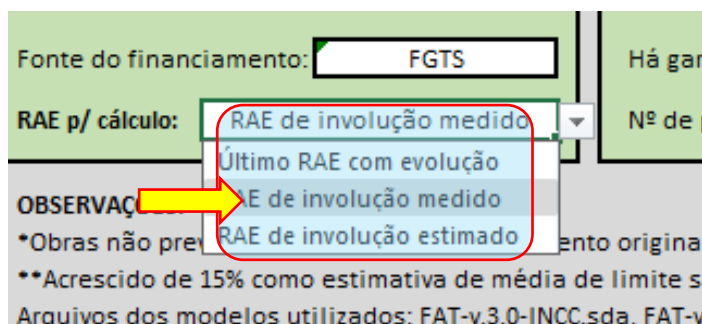 Fonte do financiamento: FGTS Há gar
RAE p/ cálculo: RAE de involução medido Nº de
Último RAE com evolução
RAE de involução medido
RAE de involução estimado
OBSERVAÇ
*Obras não prev ento origina
**Acrescido de 15% como estimativa de média de limite s
Arquivos dos modelos utilizados: FAT-v.3.0-INCC.sda, FAT-v